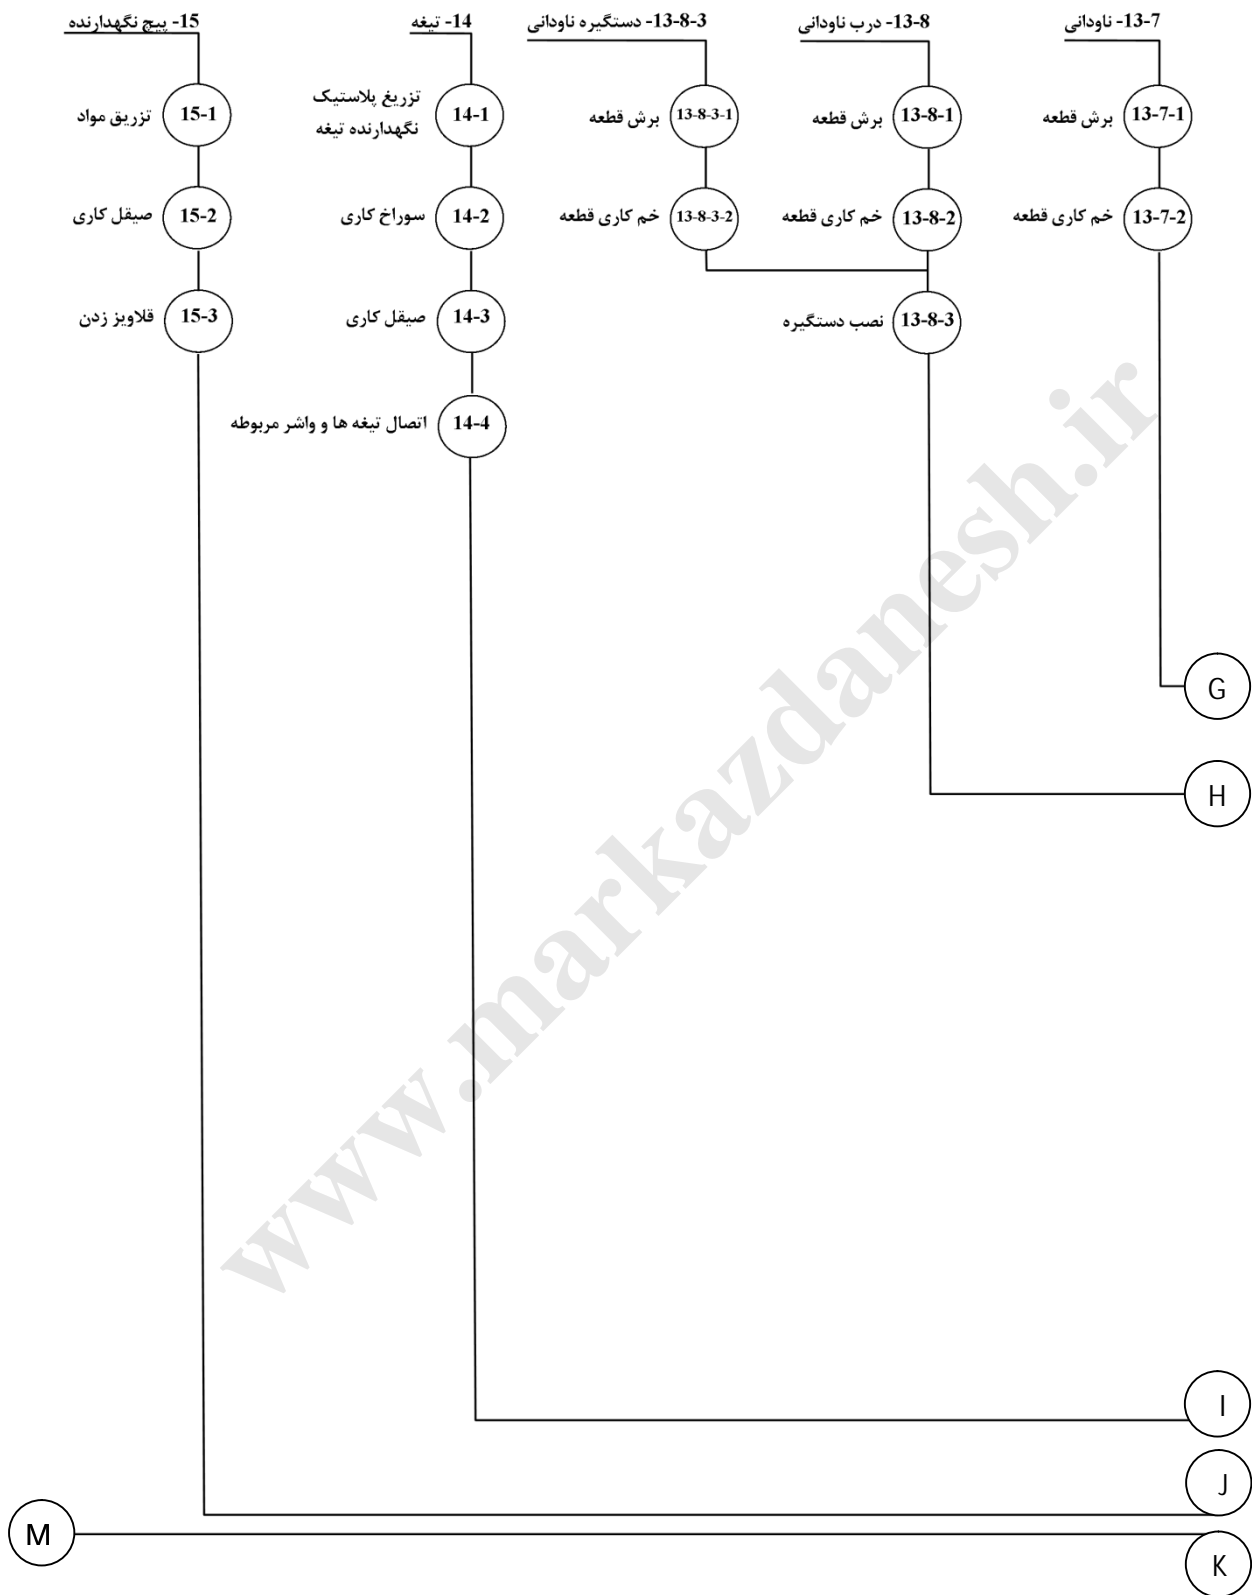 13-7- ناودانی
13-7-1
برش قطعه
13-7-2
خم کاری قطعه
G
13-8- درب ناودانی
13-8-1
برش قطعه
13-8-2
خم کاری قطعه
13-8-3
نصب دستگیره
H
13-8-3- دستگیره ناودانی
13-8-3-1
برش قطعه
13-8-3-2
خم کاری قطعه
14- تیغه
14-1
تزریغ پلاستیک
نگهدارنده تیغه
14-2
سوراخ کاری
14-3
صیقل کاری
14-4
اتصال تیغه ها و واشر مربوطه
I
15- پیچ نگهدارنده
15-1
تزریق مواد
15-2
صیقل کاری
15-3
قلاویز زدن
J
K
M
www.markazdanesh.ir